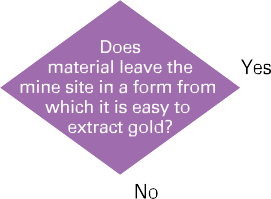 Does
material leave the
mine site in a form from
which it is easy to
extract gold?
Yes
No